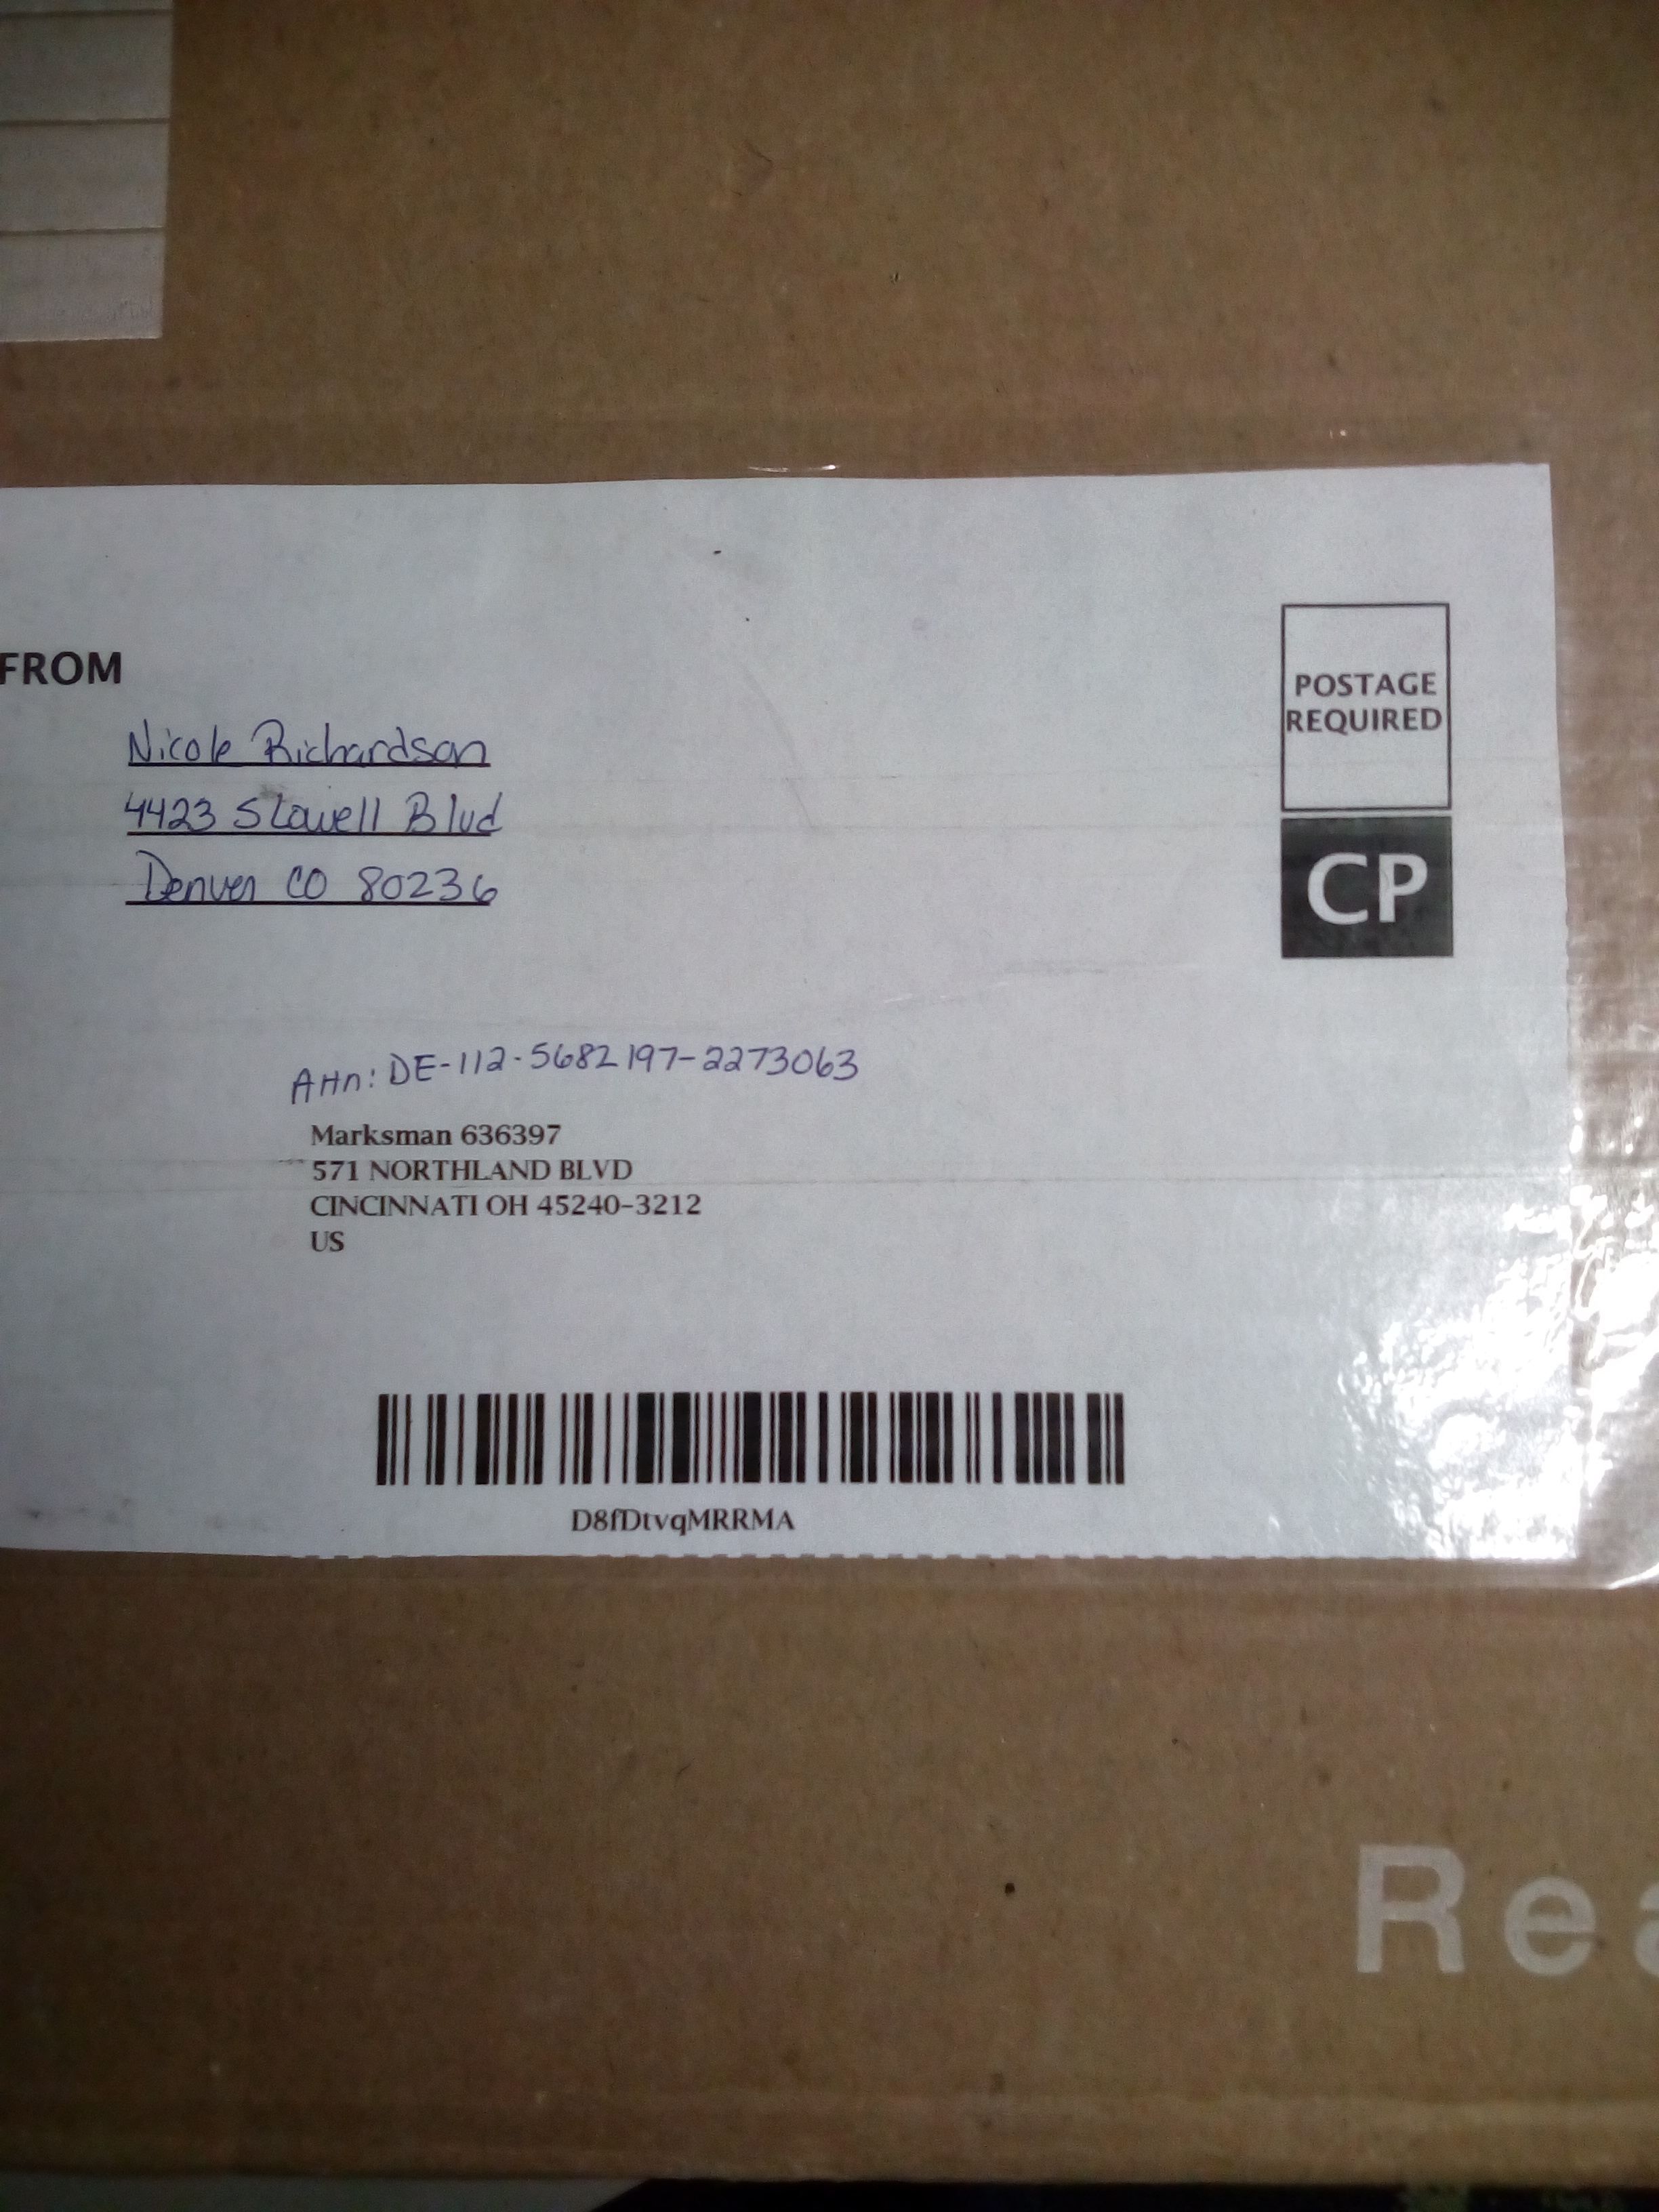 FROM
Nicole Richardson
4423 S Lowell Blvd
Denver CO 80236
POSTAGE
REQUIRED
CP
Attn: DE-112-5682197-2273063
Marksman 636397
571 NORTHLAND BLVD
CINCINNATI OH 45240-3212
US
D8fDtvqMRRMA
Rea